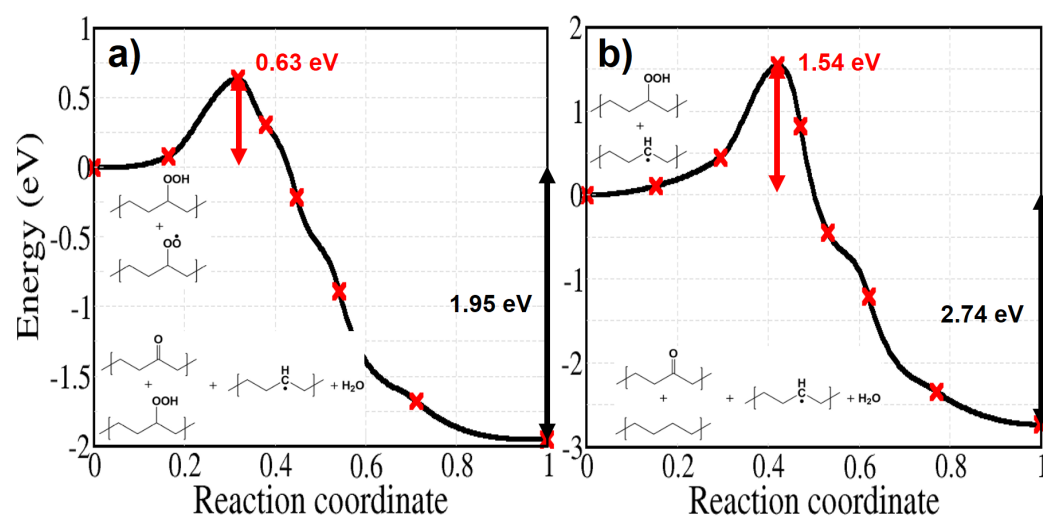 a)
0.63 eV
1
0.5
0
-0.5
-1
-1.5
-2
Energy (eV)
OOH
+
OO•
1.95 eV
O
+
OOH
+
H
C
•
+ H₂O
0
0.2
0.4
0.6
0.8
1
Reaction coordinate
b)
1.54 eV
2
1
0
-1
-2
-3
OOH
+
H
C
•
2.74 eV
O
+
+
H
C
•
+ H₂O
0
0.2
0.4
0.6
0.8
1
Reaction coordinate